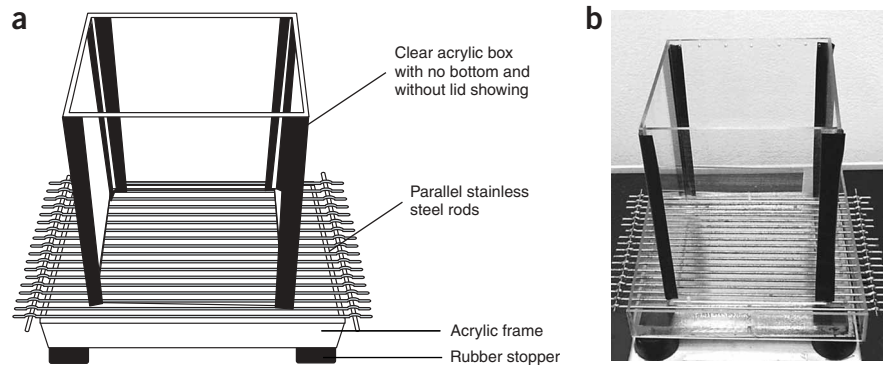 a
Clear acrylic box
with no bottom and
without lid showing
Parallel stainless
steel rods
Acrylic frame
Rubber stopper
b